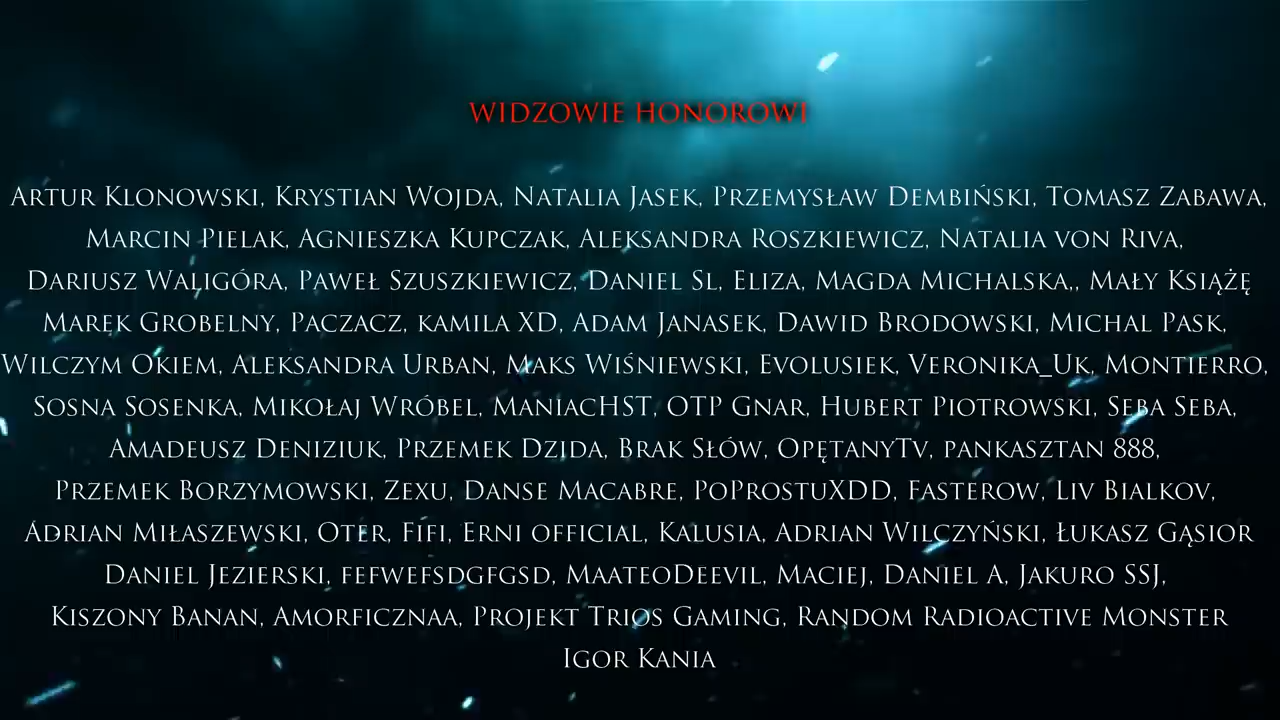 WIDZOWIE HONOROWI
Artur Klonowski, Krystian Wojda, Natalia Jasek, Przemysław Dembiński, Tomasz Zabawa,
Marcin Pielak, Agnieszka Kupczak, Aleksandra Roszkiewicz, Natalia von Riva,
Dariusz Waligóra, Paweł Szuszkiewicz, Daniel Sl, Eliza, Magda Michalska,, Mały Książę
Marek Grobelny, Paczacz, kamila XD, Adam Janasek, Dawid Brodowski, Michal Pask,
Wilczym Okiem, Aleksandra Urban, Maks Wiśniewski, Evolusiek, Veronika_Uk, Montierro,
Sosna Sosenka, Mikołaj Wróbel, ManiacHST, OTP Gnar, Hubert Piotrowski, Seba Seba,
Amadeusz Deniziuk, Przemek Dzida, Brak Słów, OpętanyTv, pankasztan 888,
Przemek Borzymowski, Zexu, Danse Macabre, PoProstuXDD, Fasterow, Liv Bialkov,
Adrian Miłaszewski, Oter, Fifi, Erni official, Kalusia, Adrian Wilczyński, Łukasz Gąsior
Daniel Jezierski, fefwefsdgfgsd, MaateoDeevil, Maciej, Daniel A, Jakuro SSJ,
Kiszony Banan, Amorficznaa, Projekt Trios Gaming, Random Radioactive Monster
Igor Kania